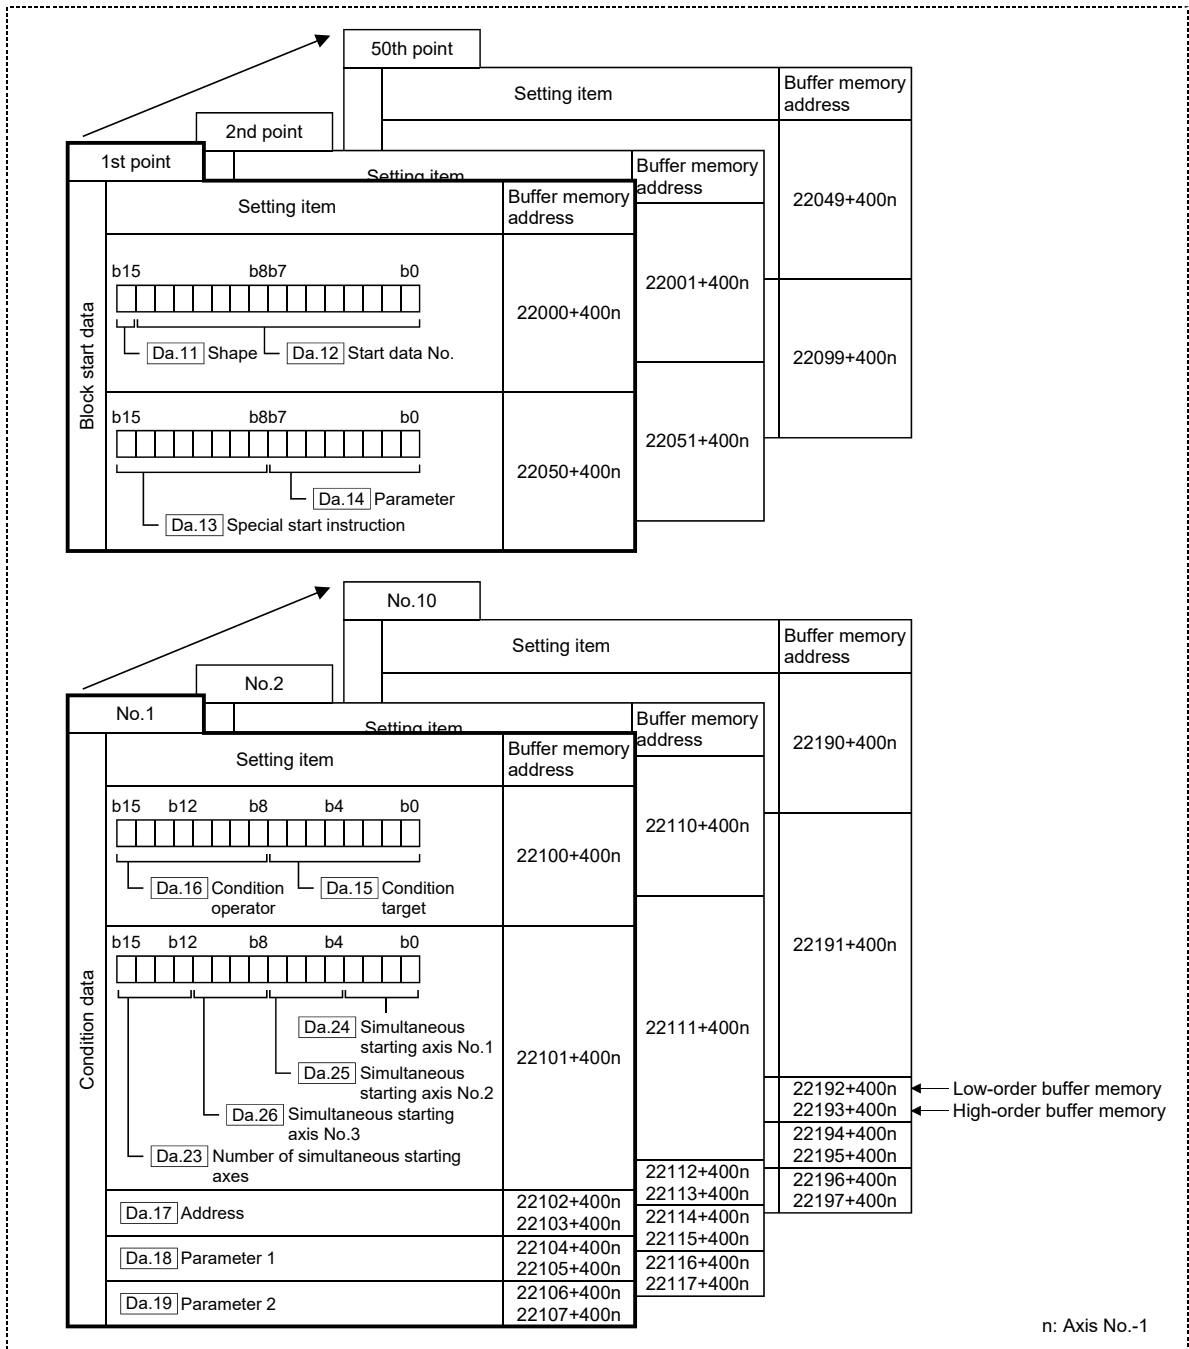 50th point
Setting item
Buffer memory
address
22049+400n
22099+400n
2nd point
Setting item
Buffer memory
address
22001+400n
22051+400n
1st point
Setting item
Buffer memory
address
Block start data
b15 b8b7 b0
Da.11 Shape
Da.12 Start data No.
22000+400n
b15 b8b7 b0
Da.14 Parameter
Da.13 Special start instruction
22050+400n
No.10
Setting item
Buffer memory
address
22190+400n
22191+400n
22192+400n
Low-order buffer memory
22193+400n
High-order buffer memory
22194+400n
22195+400n
22196+400n
22197+400n
No.2
Setting item
Buffer memory
address
22110+400n
22111+400n
22112+400n
22113+400n
22114+400n
22115+400n
22116+400n
22117+400n
No.1
Setting item
Buffer memory
address
Condition data
b15 b12 b8 b4 b0
Da.16 Condition
operator
Da.15 Condition
target
22100+400n
b15 b12 b8 b4 b0
Da.24 Simultaneous
starting axis No.1
Da.25 Simultaneous
starting axis No.2
Da.26 Simultaneous starting
axis No.3
Da.23 Number of simultaneous starting
axes
22101+400n
Da.17 Address
22102+400n
22103+400n
Da.18 Parameter 1
22104+400n
22105+400n
Da.19 Parameter 2
22106+400n
22107+400n
n: Axis No.-1